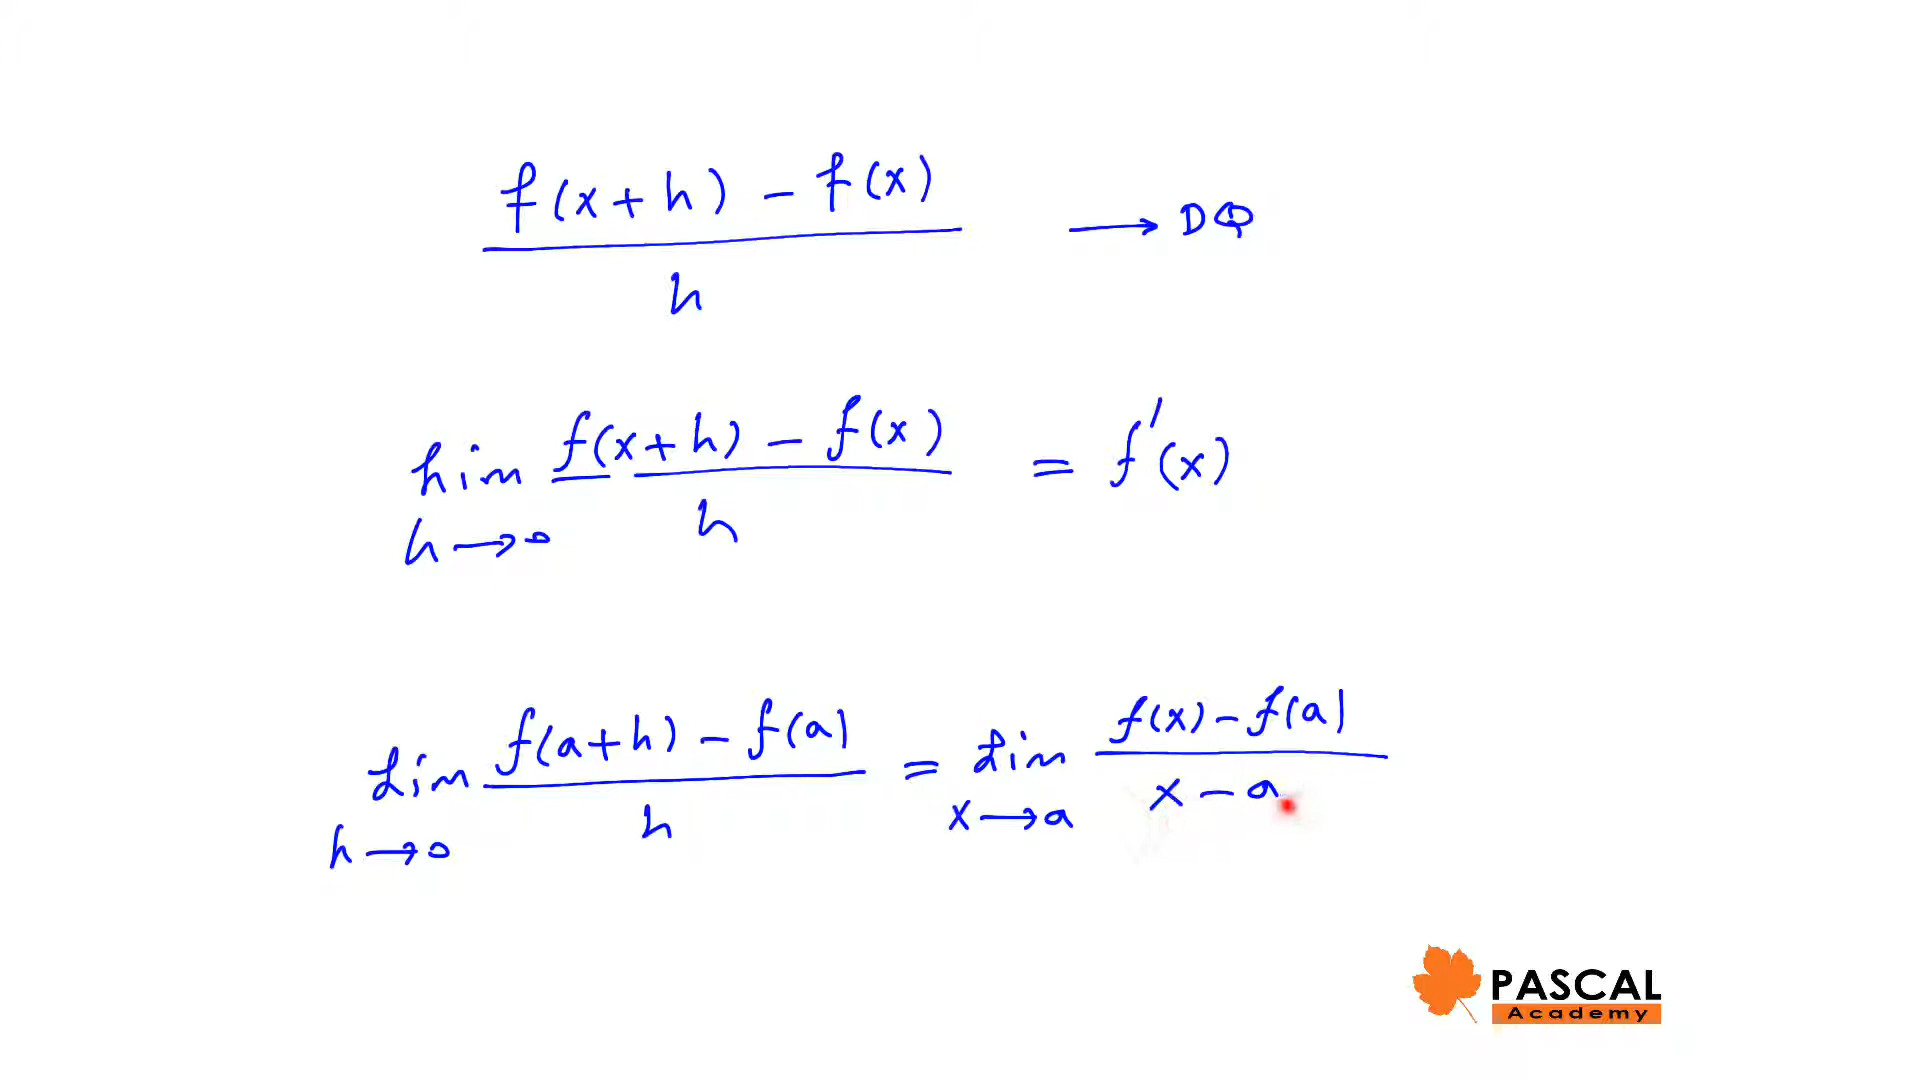 f(x+h) - f(x) / h → DQ
lim h→0 f(x+h) - f(x) / h = f'(x)
lim h→0 f(a+h) - f(a) / h = lim x→a f(x) - f(a) / x - a
PASCAL
Academy